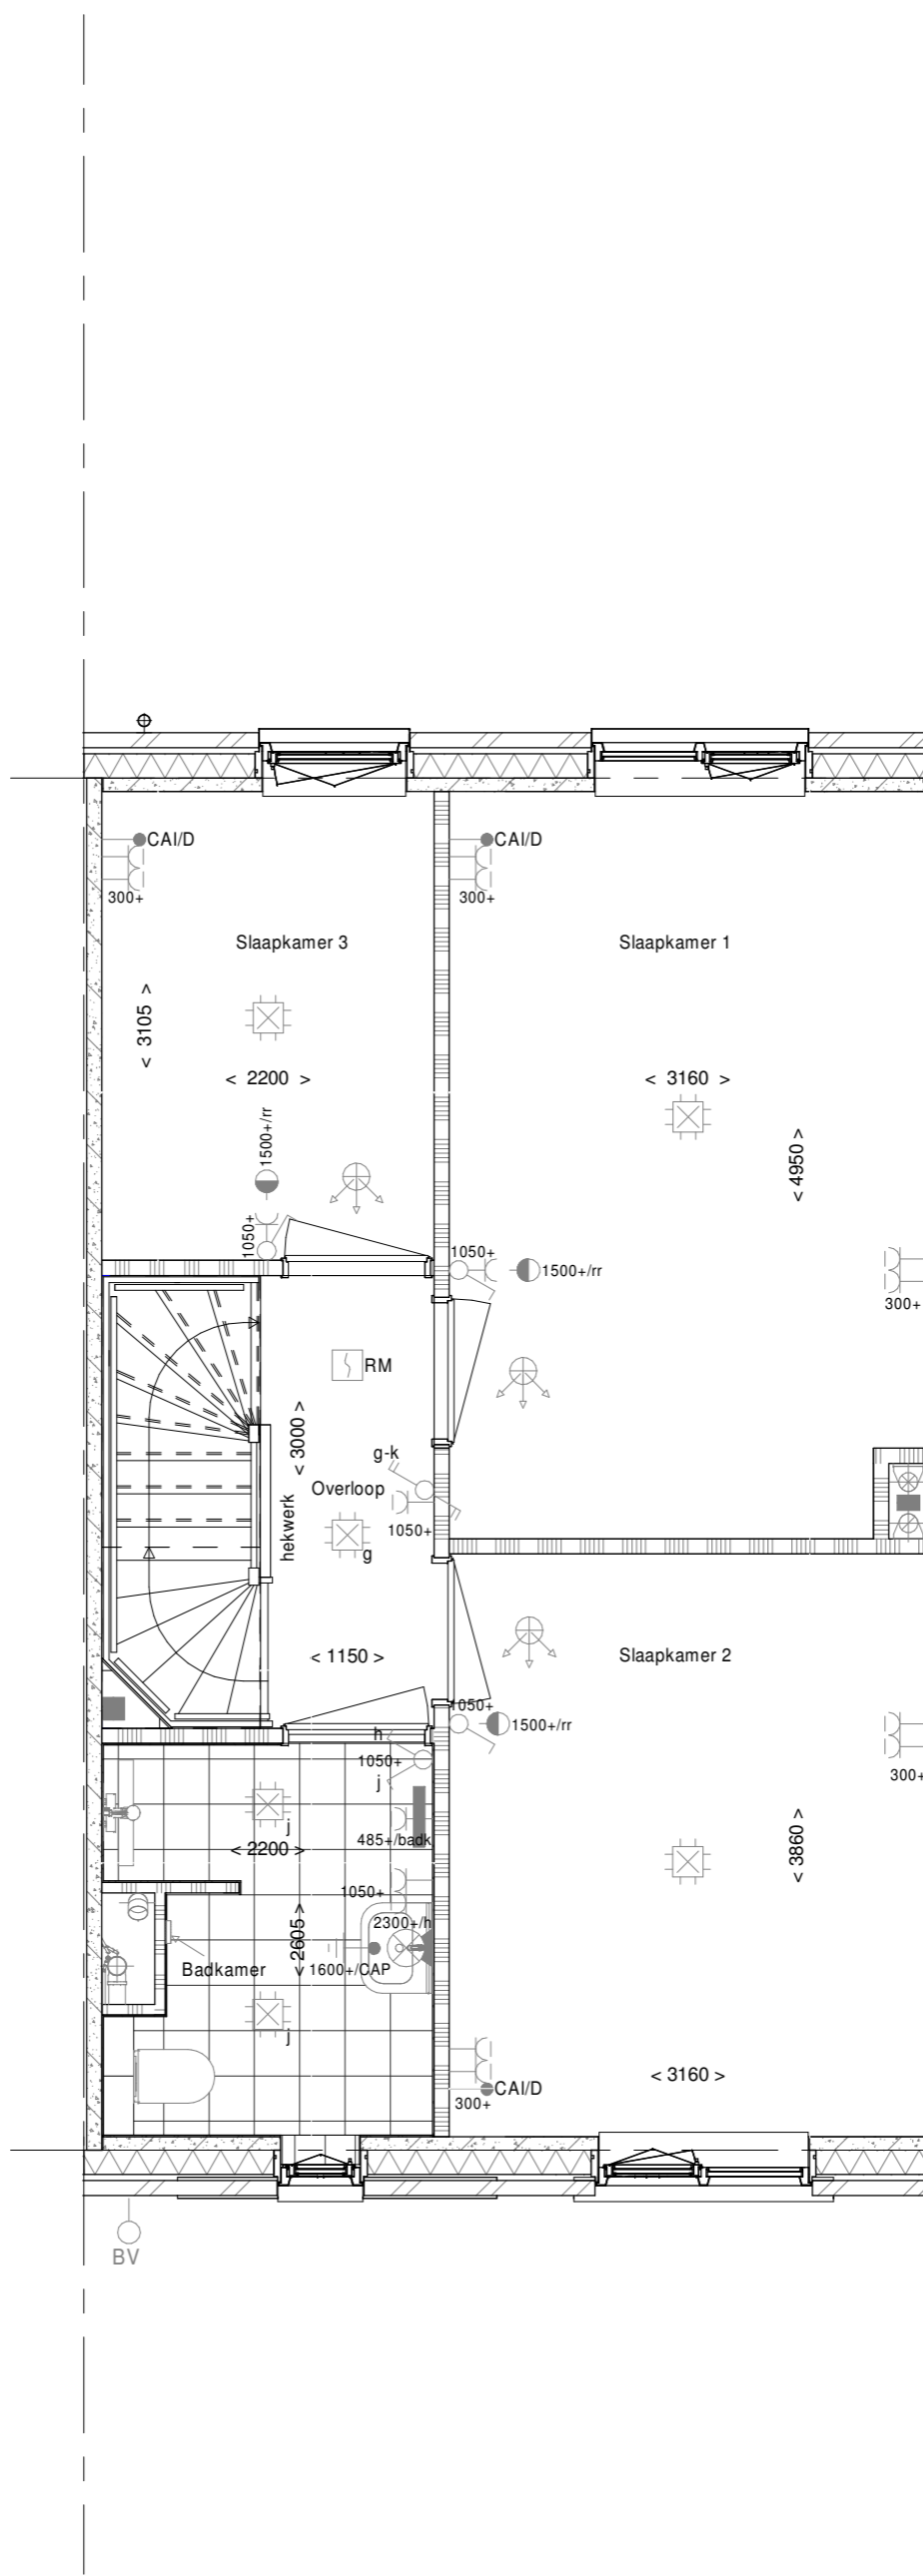 CAI/D
CAI/D
300+
300+
Slaapkamer 3
Slaapkamer 1
< 3105 >
< 2200 >
< 3160 >
1500+/rr
< 4950 >
1050+
1050+
1500+/rr
300+
RM
< 3000 >
g-k
Overloop
hekwerk
1050+
g
< 1150 >
Slaapkamer 2
1050+
1500+/rr
h
1050+
j
300+
j
485+/badk
< 2200 >
< 3860 >
1050+
2300+/h
< 2605 >
Badkamer
1600+/CAP
j
< 3160 >
CAI/D
300+
BV